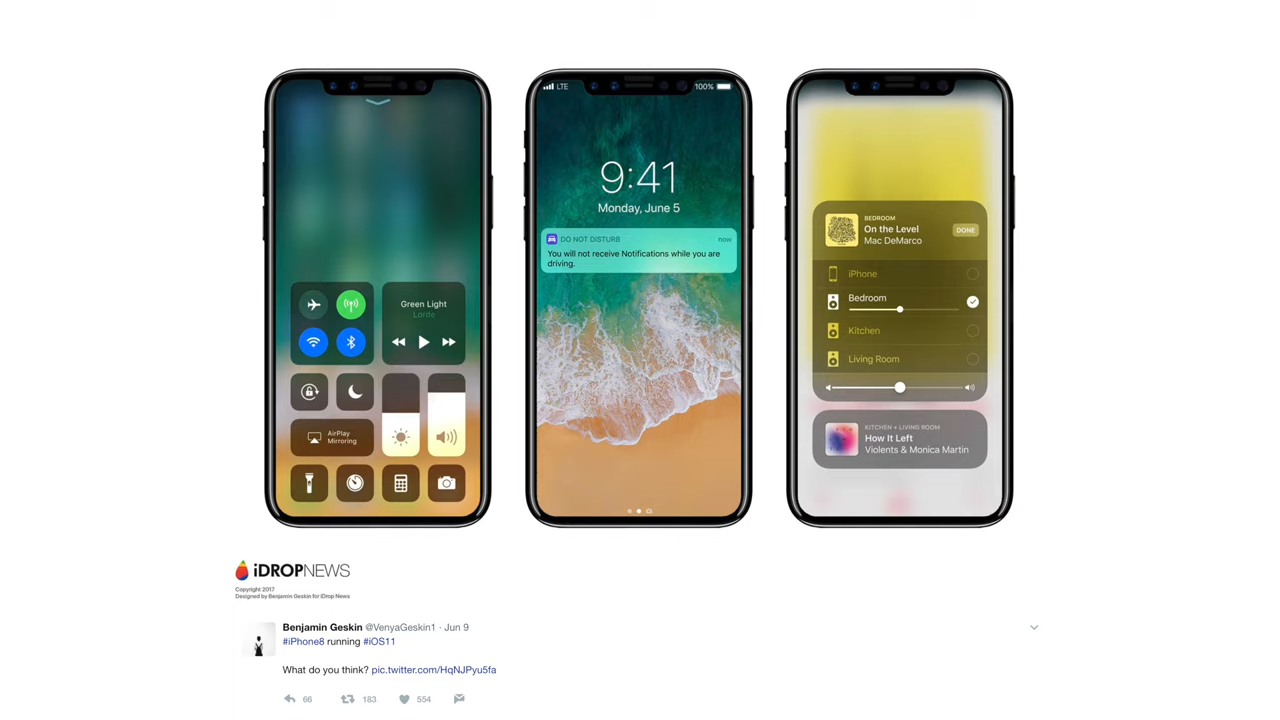 Green Light
Lorde
AirPlay
Mirroring
LTE
100%
9:41
Monday, June 5
DO NOT DISTURB
now
You will not receive Notifications while you are
driving.
BEDROOM
On the Level
Mac DeMarco
DONE
iPhone
Bedroom
Kitchen
Living Room
KITCHEN + LIVING ROOM
How It Left
Violents & Monica Martin
iDROPNEWS
Copyright 2017
Designed by Benjamin Geskin for iDrop News
Benjamin Geskin @VenyaGeskin1 · Jun 9
#iPhone8 running #iOS11
What do you think? pic.twitter.com/HqNJPyu5fa
66 183 554